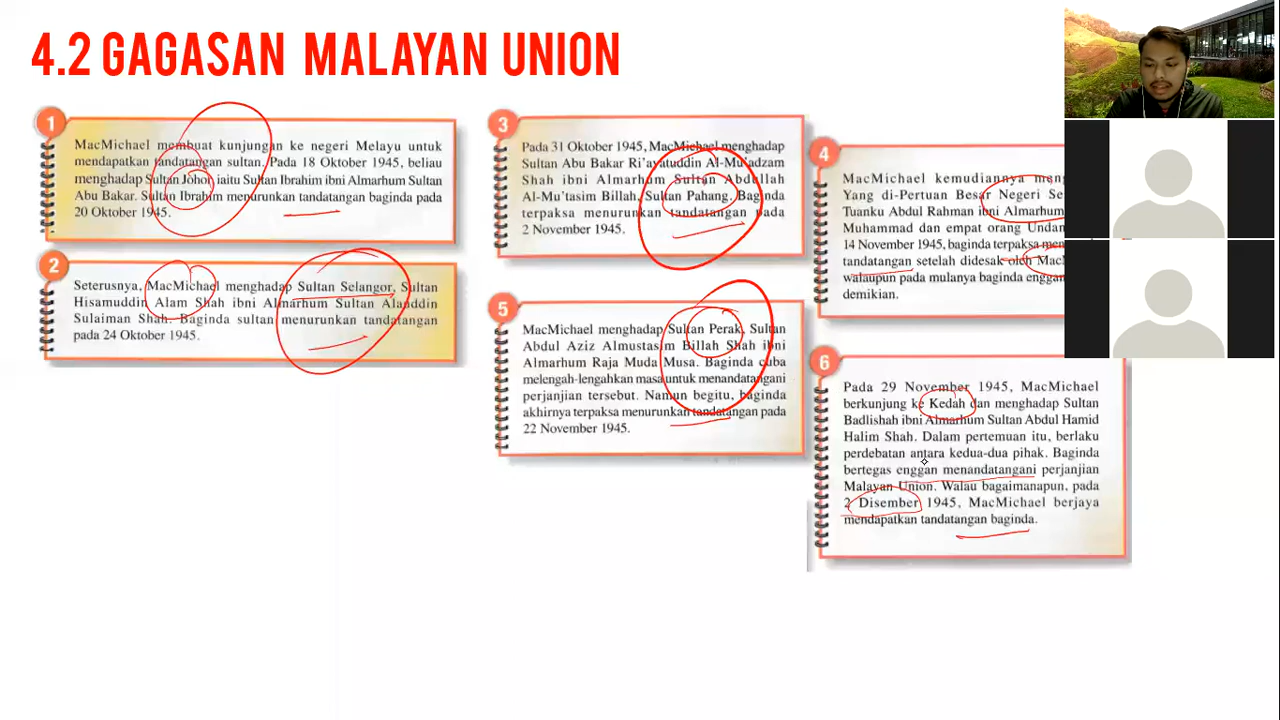 4.2 GAGASAN MALAYAN UNION
1
MacMichael membuat kunjungan ke negeri Melayu untuk
mendapatkan tandatangan sultan. Pada 18 Oktober 1945, beliau
menghadap Sultan Johor, iaitu Sultan Ibrahim ibni Almarhum Sultan
Abu Bakar. Sultan Ibrahim menurunkan tandatangan baginda pada
20 Oktober 1945.
2
Seterusnya, MacMichael menghadap Sultan Selangor, Sultan
Hisamuddin Alam Shah ibni Almarhum Sultan Alauddin
Sulaiman Shah. Baginda sultan menurunkan tandatangan
pada 24 Oktober 1945.
3
Pada 31 Oktober 1945, MacMichael menghadap
Sultan Abu Bakar Ri'ayatuddin Al-Mu'adzam
Shah ibni Almarhum Sultan Abdullah
Al-Mu'tasim Billah, Sultan Pahang. Baginda
terpaksa menurunkan tandatangan pada
2 November 1945.
4
MacMichael kemudiannya meng
Yang di-Pertuan Besar Negeri Se
Tuanku Abdul Rahman ibni Almarhum
Muhammad dan empat orang Undan
14 November 1945, baginda terpaksa men
tandatangan setelah didesak oleh Mac
walaupun pada mulanya baginda enggan
demikian.
5
MacMichael menghadap Sultan Perak, Sultan
Abdul Aziz Almustasim Billah Shah ibni
Almarhum Raja Muda Musa. Baginda cuba
melengah-lengahkan masa untuk menandatangani
perjanjian tersebut. Namun begitu, baginda
akhirnya terpaksa menurunkan tandatangan pada
22 November 1945.
6
Pada 29 November 1945, MacMichael
berkunjung ke Kedah dan menghadap Sultan
Badlishah ibni Almarhum Sultan Abdul Hamid
Halim Shah. Dalam pertemuan itu, berlaku
perdebatan antara kedua-dua pihak. Baginda
bertegas enggan menandatangani perjanjian
Malayan Union. Walau bagaimanapun, pada
2 Disember 1945, MacMichael berjaya
mendapatkan tandatangan baginda.